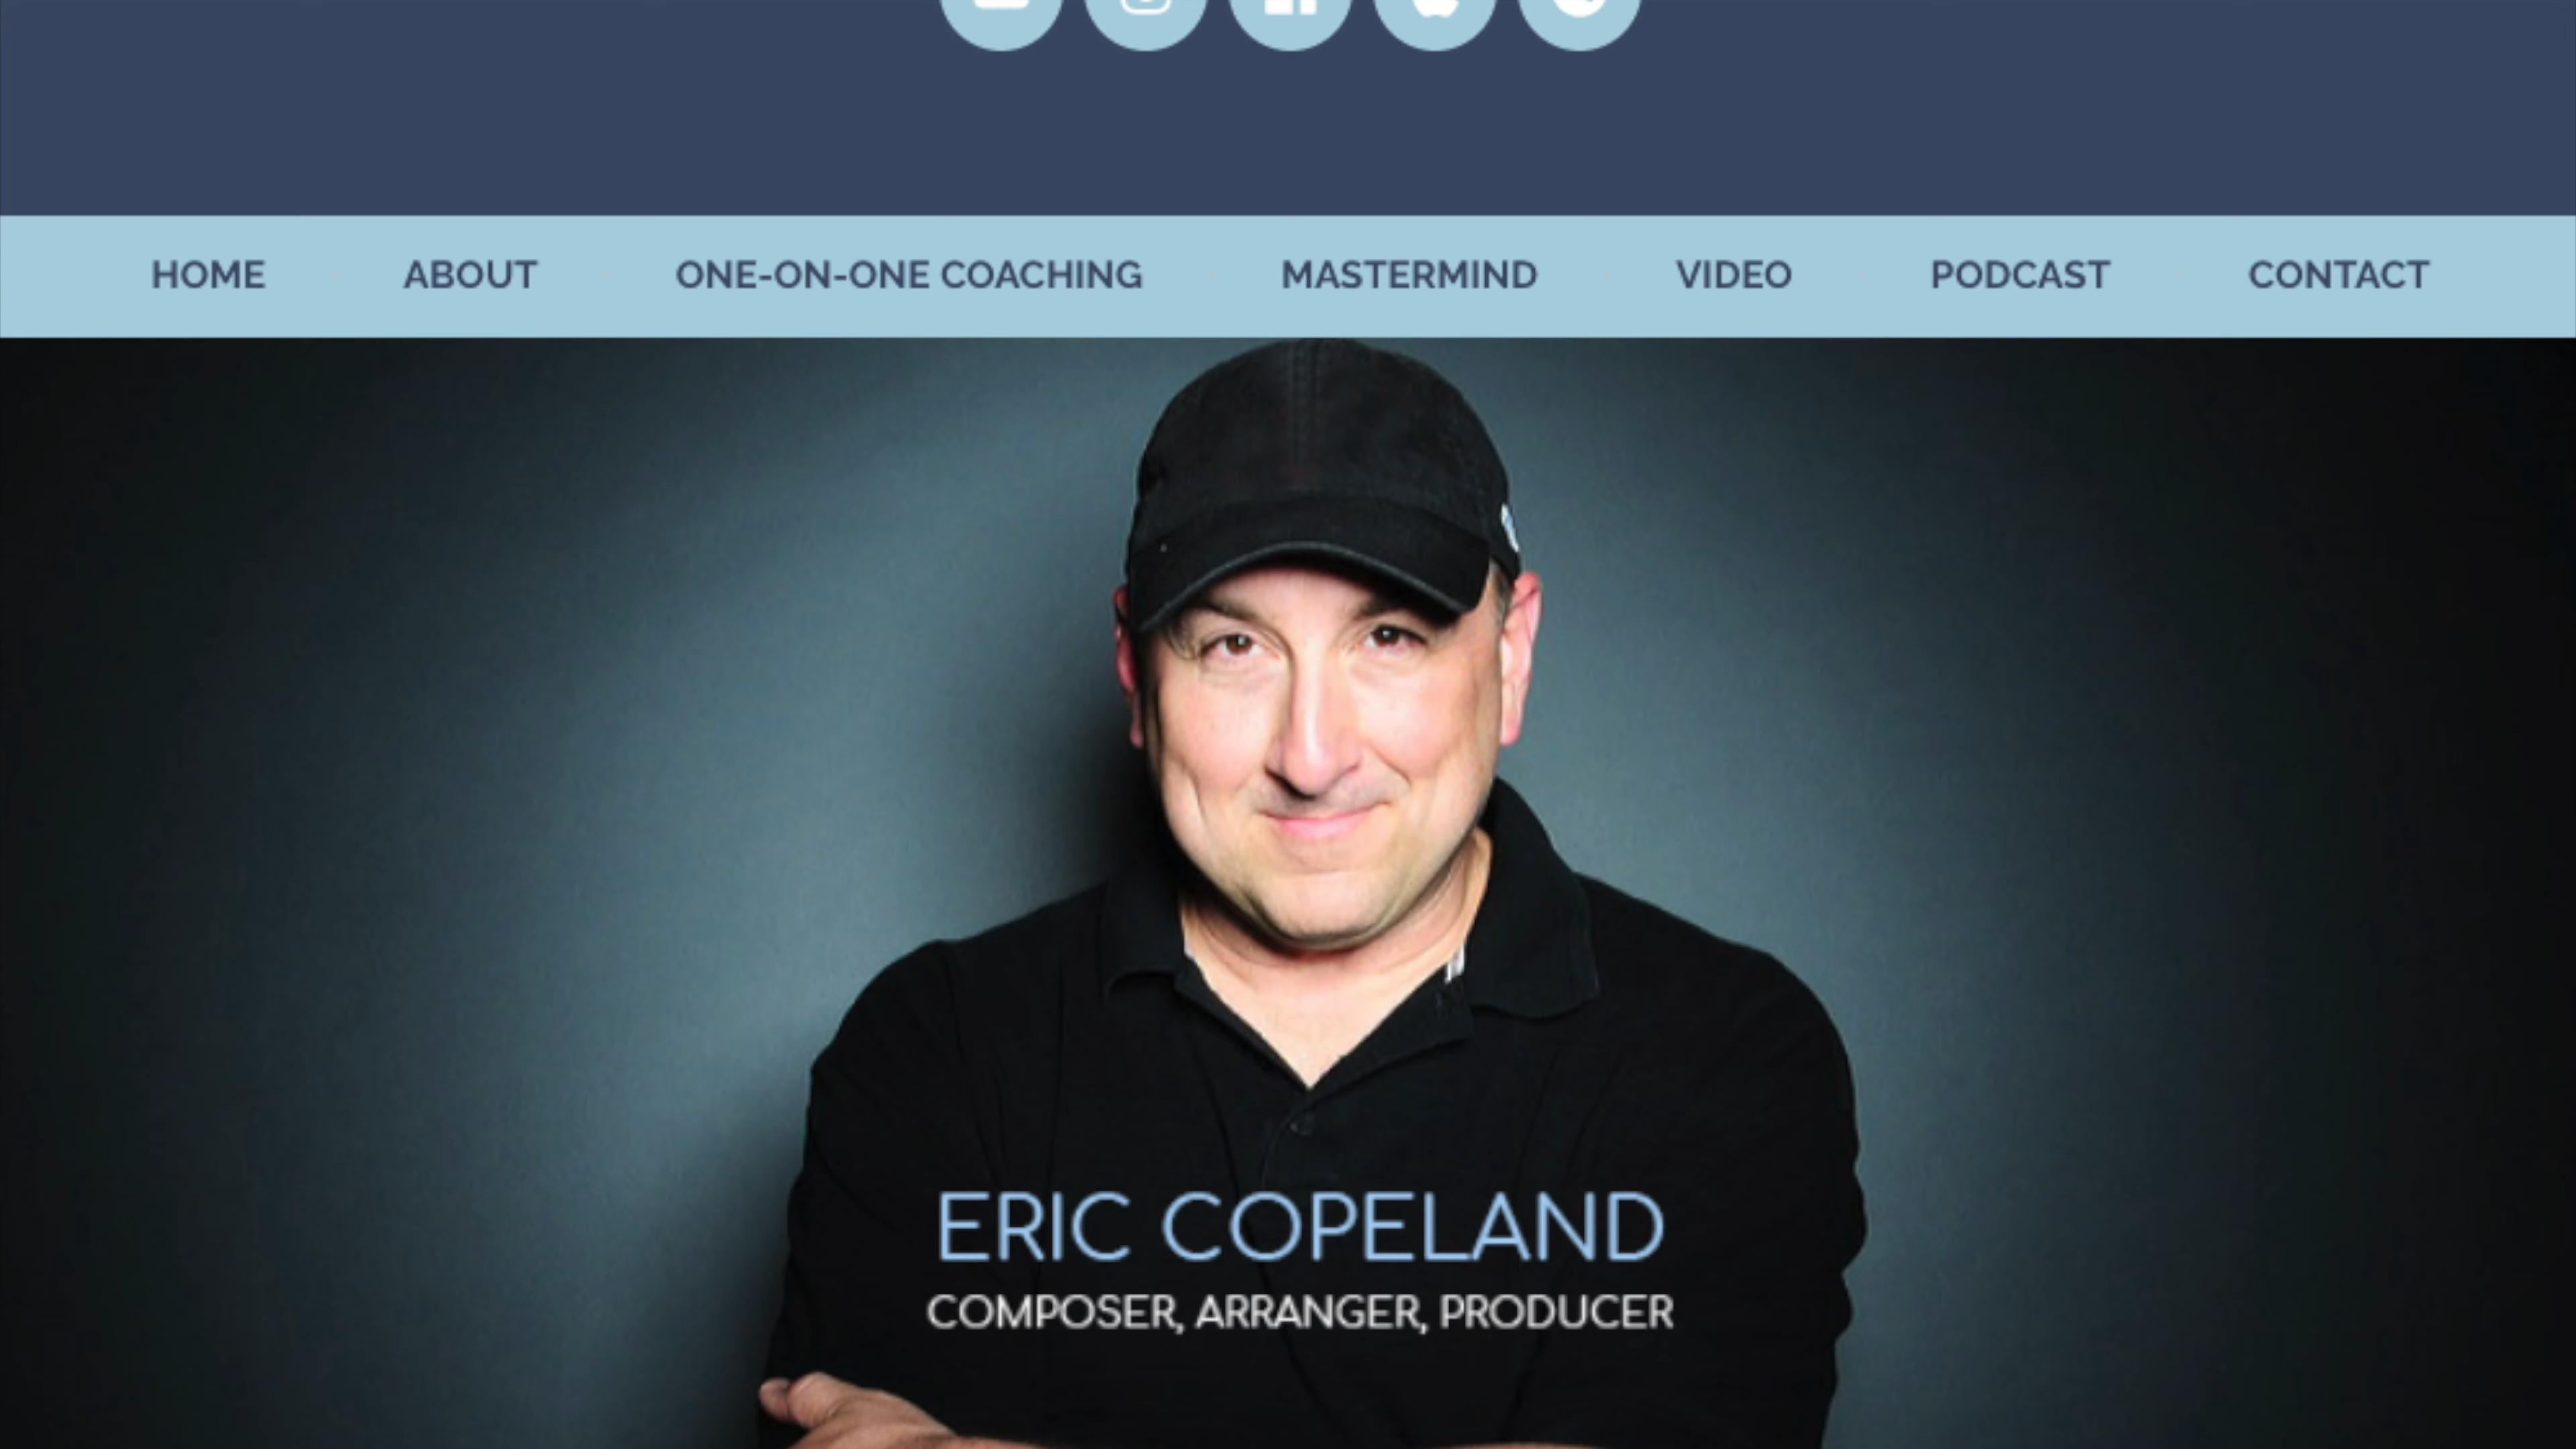 HOME ABOUT ONE-ON-ONE COACHING MASTERMIND VIDEO PODCAST CONTACT
ERIC COPELAND
COMPOSER, ARRANGER, PRODUCER